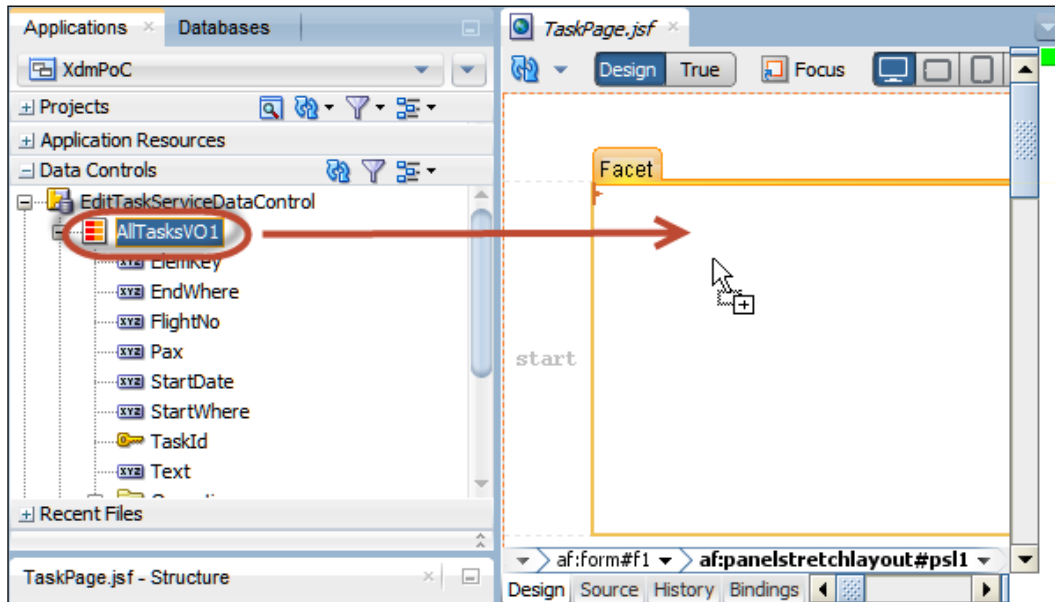 Applications Databases
XdmPoC
Projects
Application Resources
Data Controls
EditTaskServiceDataControl
AllTasksVO1
ElemKey
EndWhere
FlightNo
Pax
StartDate
StartWhere
TaskId
Text
Recent Files
TaskPage.jsf - Structure
TaskPage.jsf
Design True Focus
Facet
start
af:form#f1 af:panelstretchlayout#psl1
Design Source History Bindings